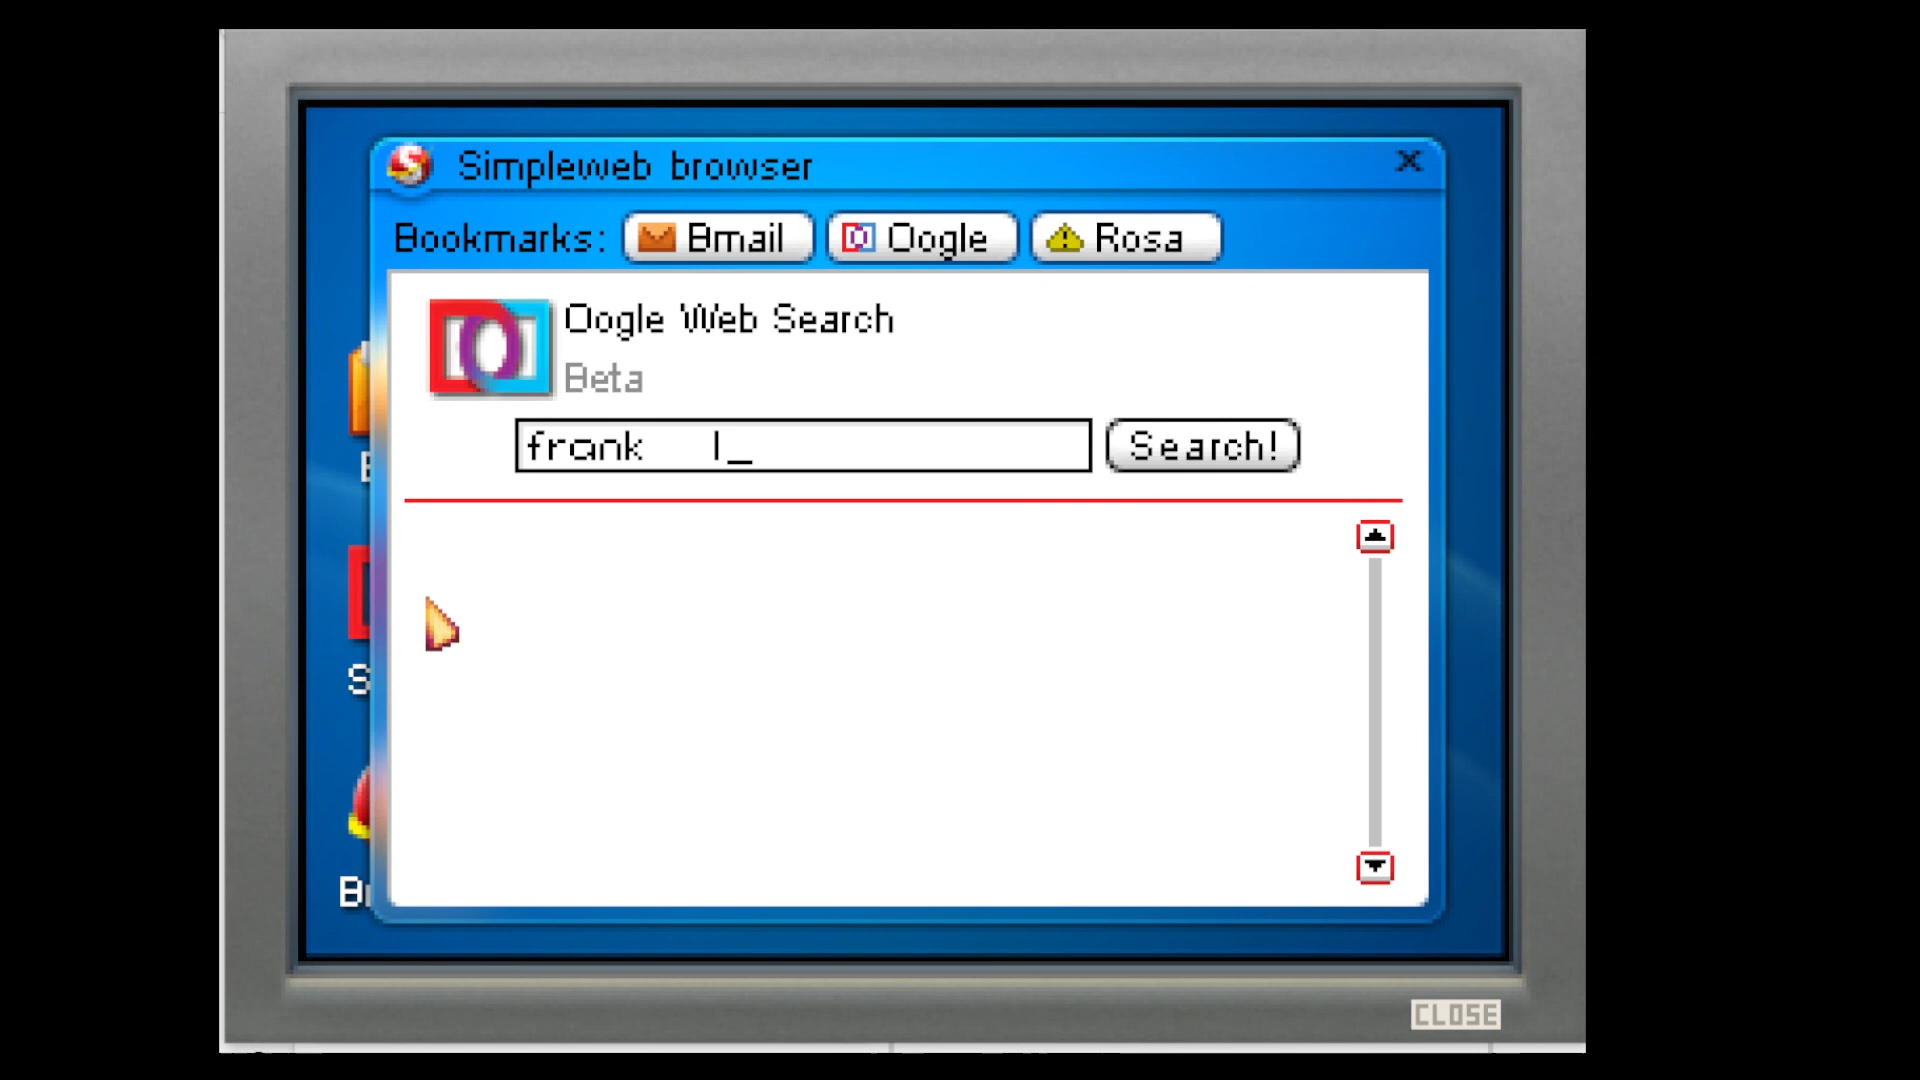 Simpleweb browser
Bookmarks: Bmail Oogle Rosa
Oogle Web Search
Beta
frank l_ Search!
CLOSE